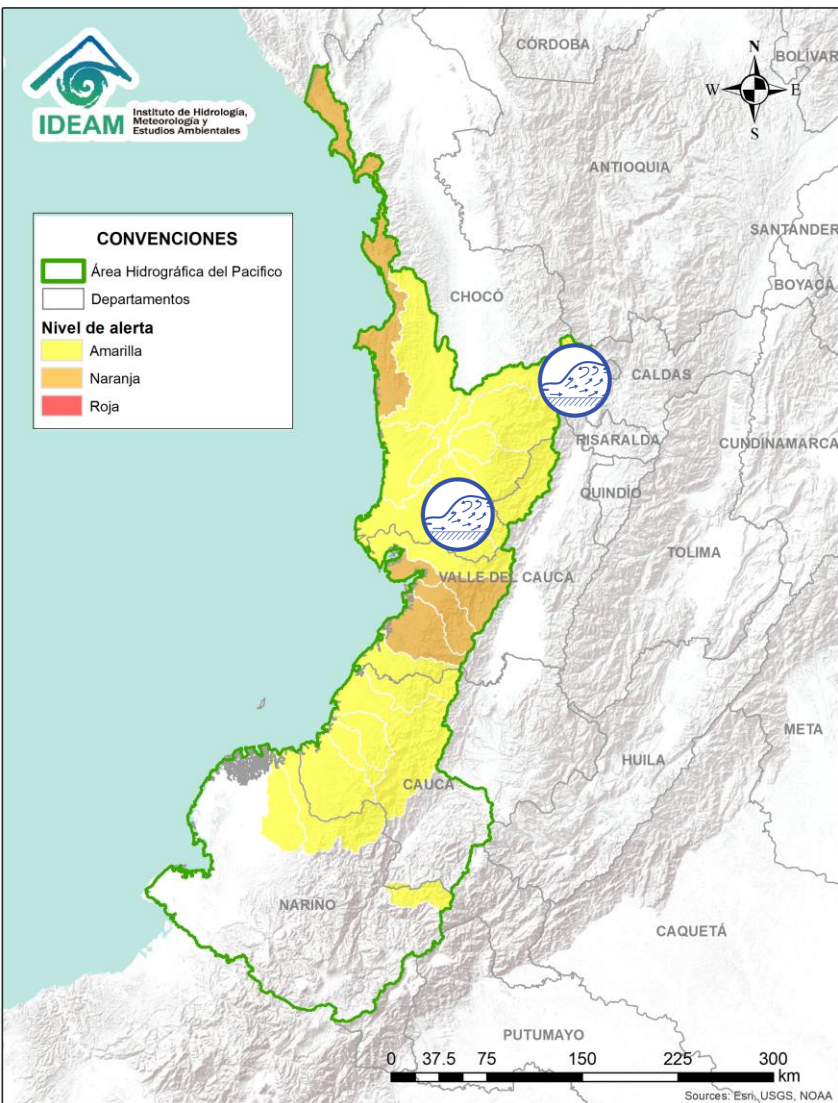 IDEAM
Instituto de Hidrología,
Meteorología y
Estudios Ambientales
CÓRDOBA
BOLÍVAR
N
W
E
S
ANTIOQUIA
SANTANDER
BOYACÁ
CONVENCIONES
Área Hidrográfica del Pacifico
Departamentos
Nivel de alerta
Amarilla
Naranja
Roja
CHOCÓ
CALDAS
RISARALDA
CUNDINAMARCA
QUINDÍO
TOLIMA
VALLE DEL CAUCA
META
HUILA
CAUCA
NARIÑO
CAQUETÁ
PUTUMAYO
0 37.5 75 150 225 300
km
Sources: Esri, USGS, NOAA